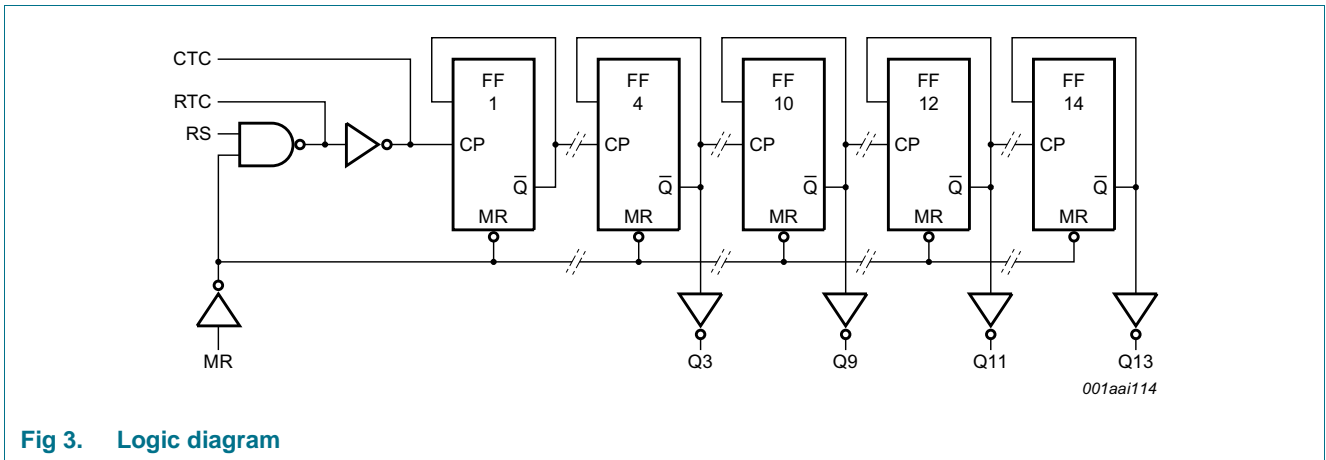 CTC
RTC
RS
MR
FF
1
CP
Q̅
MR
FF
4
CP
Q̅
MR
FF
10
CP
Q̅
MR
FF
12
CP
Q̅
MR
FF
14
CP
Q̅
MR
Q3
Q9
Q11
Q13
001aai114
Fig 3. Logic diagram